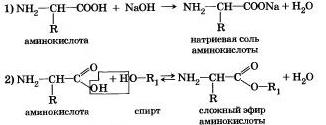 1) NH₂—CH—COOH + NaOH ⟶ NH₂—CH—COONa + H₂O
R R
аминокислота натриевая соль
аминокислоты
2) NH₂—CH—C O OH + HO—R₁ ⇌ NH₂—CH—C O O—R₁ + H₂O
R R
аминокислота спирт сложный эфир
аминокислоты